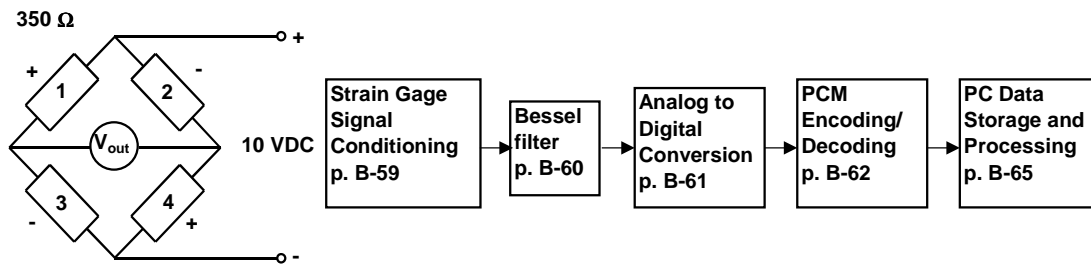 350 Ω
+
+
-
1
2
Vout
10 VDC
3
4
-
+
-
Strain Gage
Signal
Conditioning
p. B-59
Bessel
filter
p. B-60
Analog to
Digital
Conversion
p. B-61
PCM
Encoding/
Decoding
p. B-62
PC Data
Storage and
Processing
p. B-65